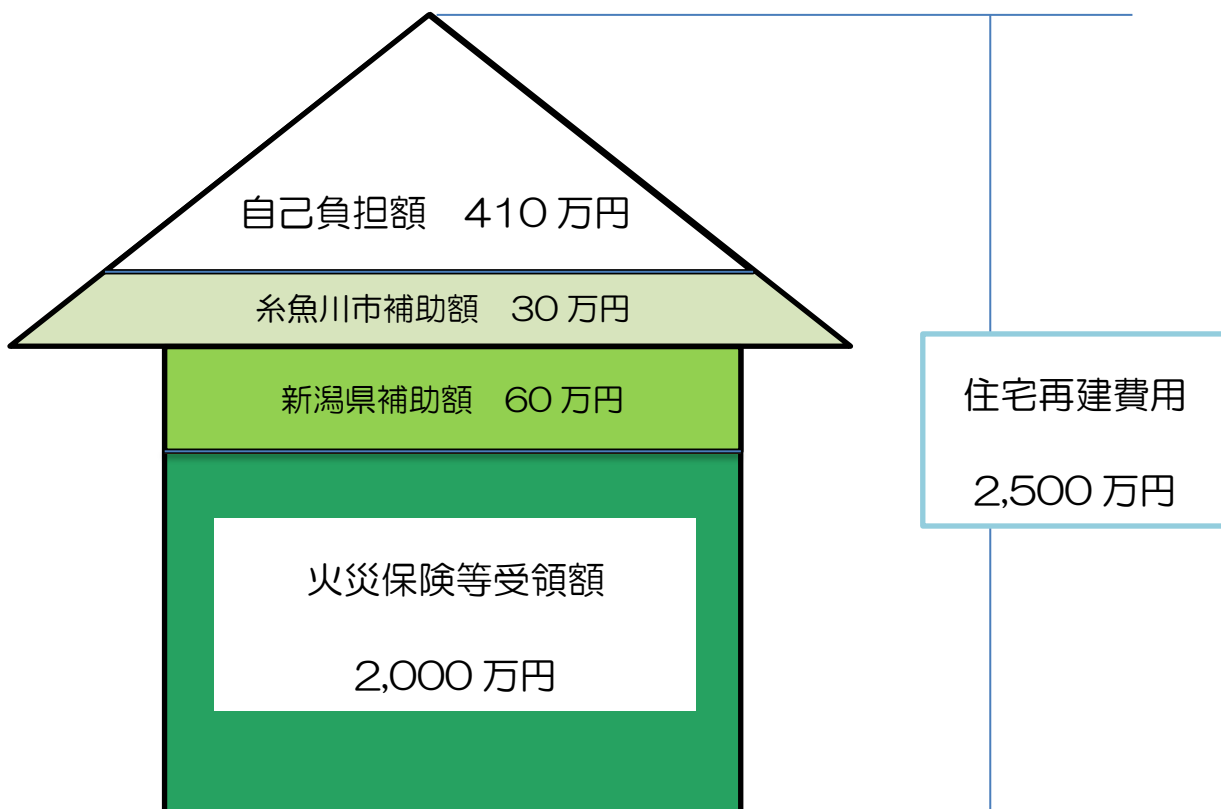 自己負担額　410 万円
糸魚川市補助額　30 万円
新潟県補助額　60 万円
火災保険等受領額
2,000 万円
住宅再建費用
2,500 万円